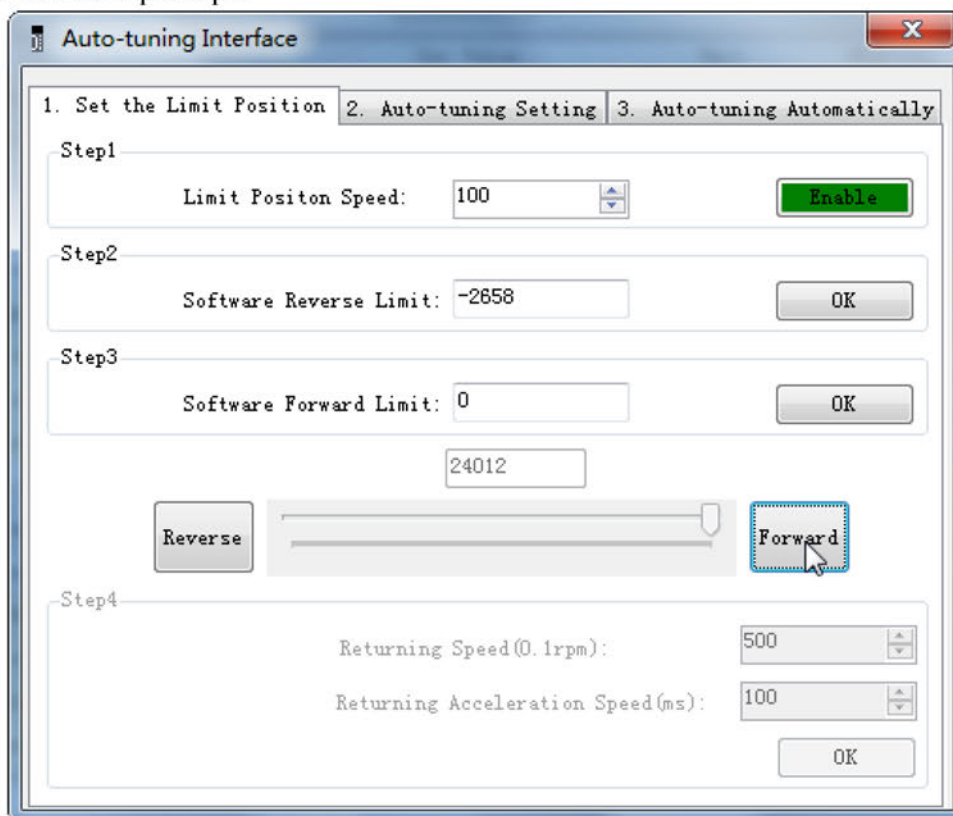 Auto-tuning Interface
1. Set the Limit Position 2. Auto-tuning Setting 3. Auto-tuning Automatically
Step1
Limit Positon Speed: 100 Enable
Step2
Software Reverse Limit: -2658 OK
Step3
Software Forward Limit: 0 OK
24012
Reverse Forward
Step4
Returning Speed(0.1rpm): 500
Returning Acceleration Speed(ms): 100
OK